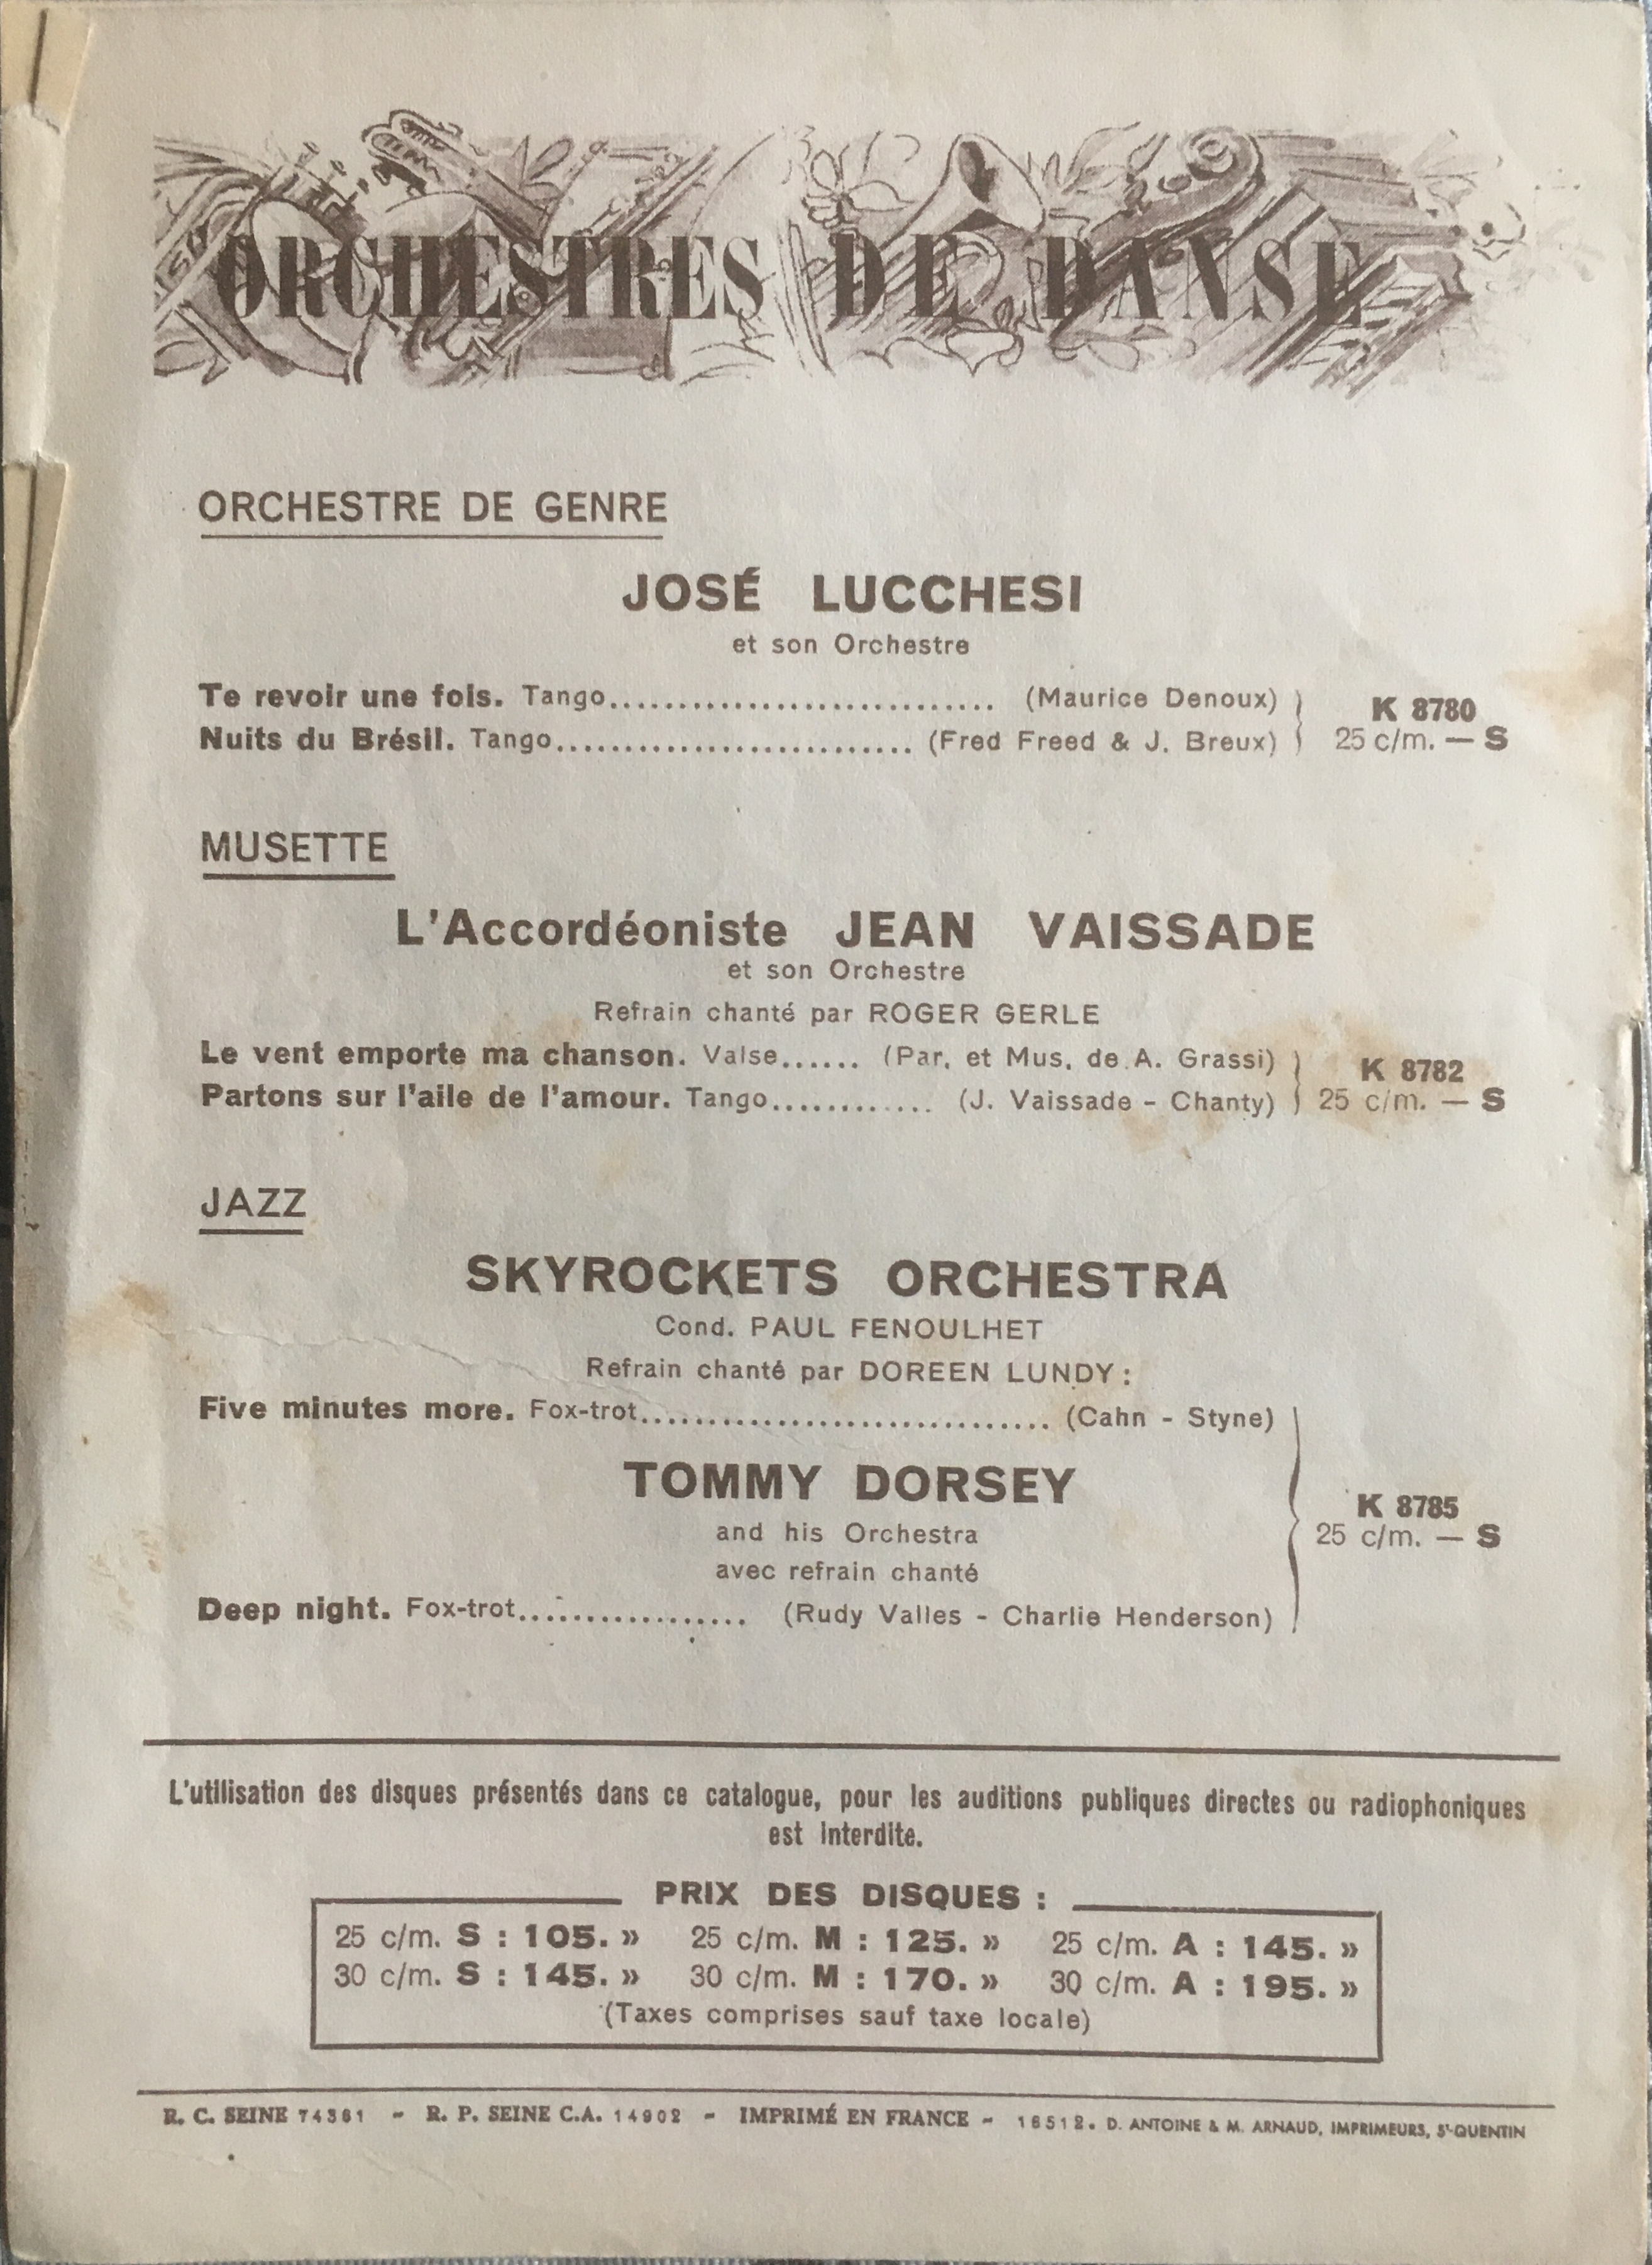 ORCHESTRES DE DANSE
ORCHESTRE DE GENRE
JOSÉ LUCCHESI
et son Orchestre
Te revoir une fois. Tango............................ (Maurice Denoux)
Nuits du Brésil. Tango.......................... (Fred Freed & J. Breux)
K 8780
25 c/m. — S
MUSETTE
L'Accordéoniste JEAN VAISSADE
et son Orchestre
Refrain chanté par ROGER GERLE
Le vent emporte ma chanson. Valse...... (Par. et Mus. de A. Grassi)
Partons sur l'aile de l'amour. Tango............ (J. Vaissade - Chanty)
K 8782
25 c/m. — S
JAZZ
SKYROCKETS ORCHESTRA
Cond. PAUL FENOULHET
Refrain chanté par DOREEN LUNDY :
Five minutes more. Fox-trot.............................. (Cahn - Styne)
TOMMY DORSEY
and his Orchestra
avec refrain chanté
Deep night. Fox-trot................. (Rudy Valles - Charlie Henderson)
K 8785
25 c/m. — S
L'utilisation des disques présentés dans ce catalogue, pour les auditions publiques directes ou radiophoniques
est interdite.
PRIX DES DISQUES :
25 c/m. S : 105. » 25 c/m. M : 125. » 25 c/m. A : 145. »
30 c/m. S : 145. » 30 c/m. M : 170. » 30 c/m. A : 195. »
(Taxes comprises sauf taxe locale)
R. C. SEINE 74361 - R. P. SEINE C.A. 14902 - IMPRIMÉ EN FRANCE - 16512. D. ANTOINE & M. ARNAUD, IMPRIMEURS, St-QUENTIN